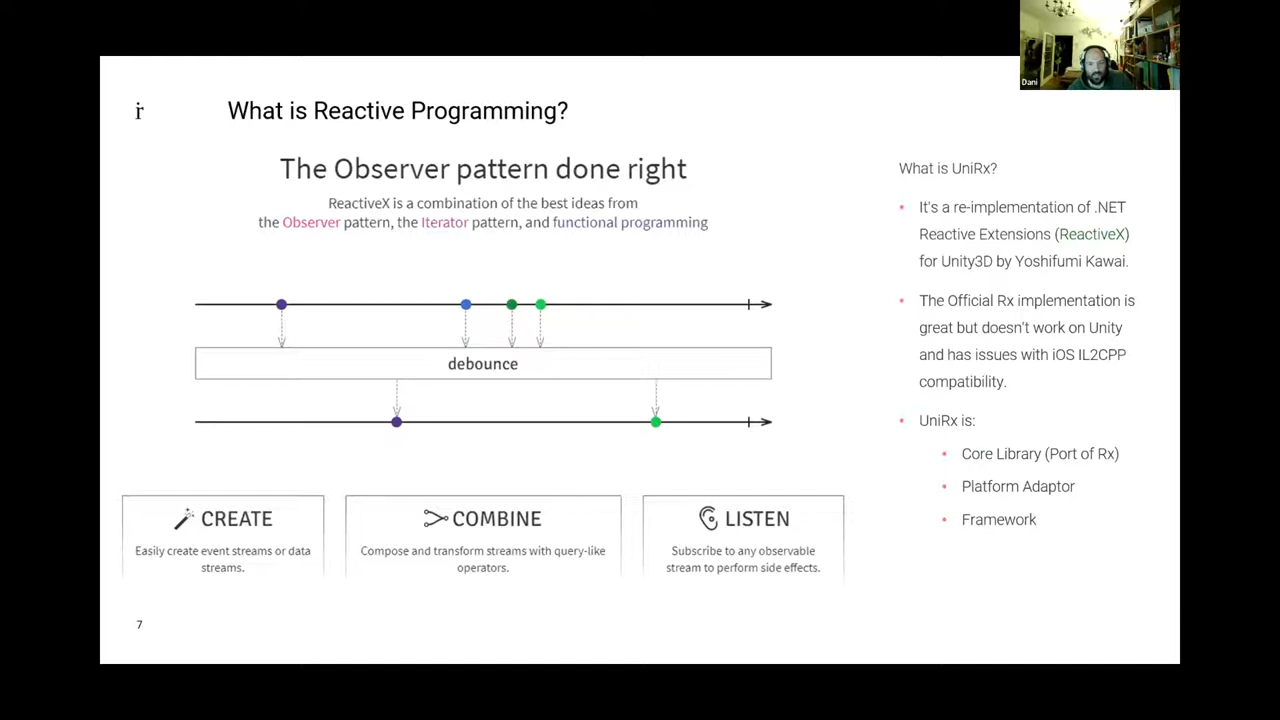 Dani
ir
What is Reactive Programming?
The Observer pattern done right
ReactiveX is a combination of the best ideas from
the Observer pattern, the Iterator pattern, and functional programming
debounce
CREATE
Easily create event streams or data
streams.
COMBINE
Compose and transform streams with query-like
operators.
LISTEN
Subscribe to any observable
stream to perform side effects.
What is UniRx?
• It's a re-implementation of .NET
Reactive Extensions (ReactiveX)
for Unity3D by Yoshifumi Kawai.
• The Official Rx implementation is
great but doesn't work on Unity
and has issues with iOS IL2CPP
compatibility.
• UniRx is:
• Core Library (Port of Rx)
• Platform Adaptor
• Framework
7